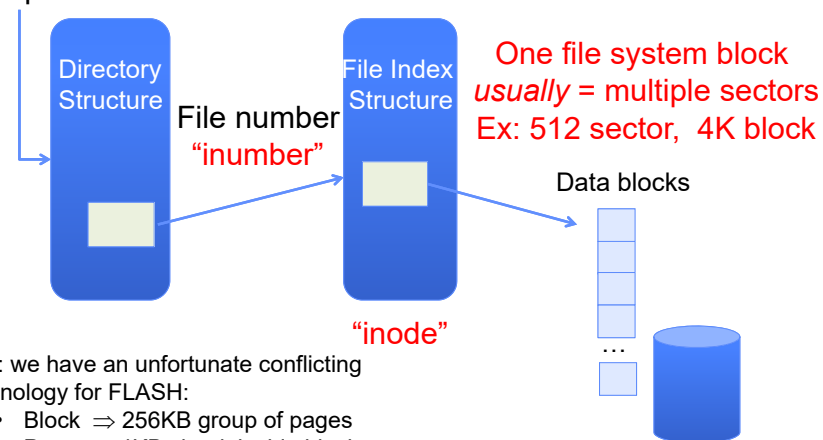 Directory
Structure
File number
"inumber"
File Index
Structure
One file system block
usually = multiple sectors
Ex: 512 sector, 4K block
Data blocks
...
"inode"
: we have an unfortunate conflicting
nology for FLASH:
• Block ⇒ 256KB group of pages